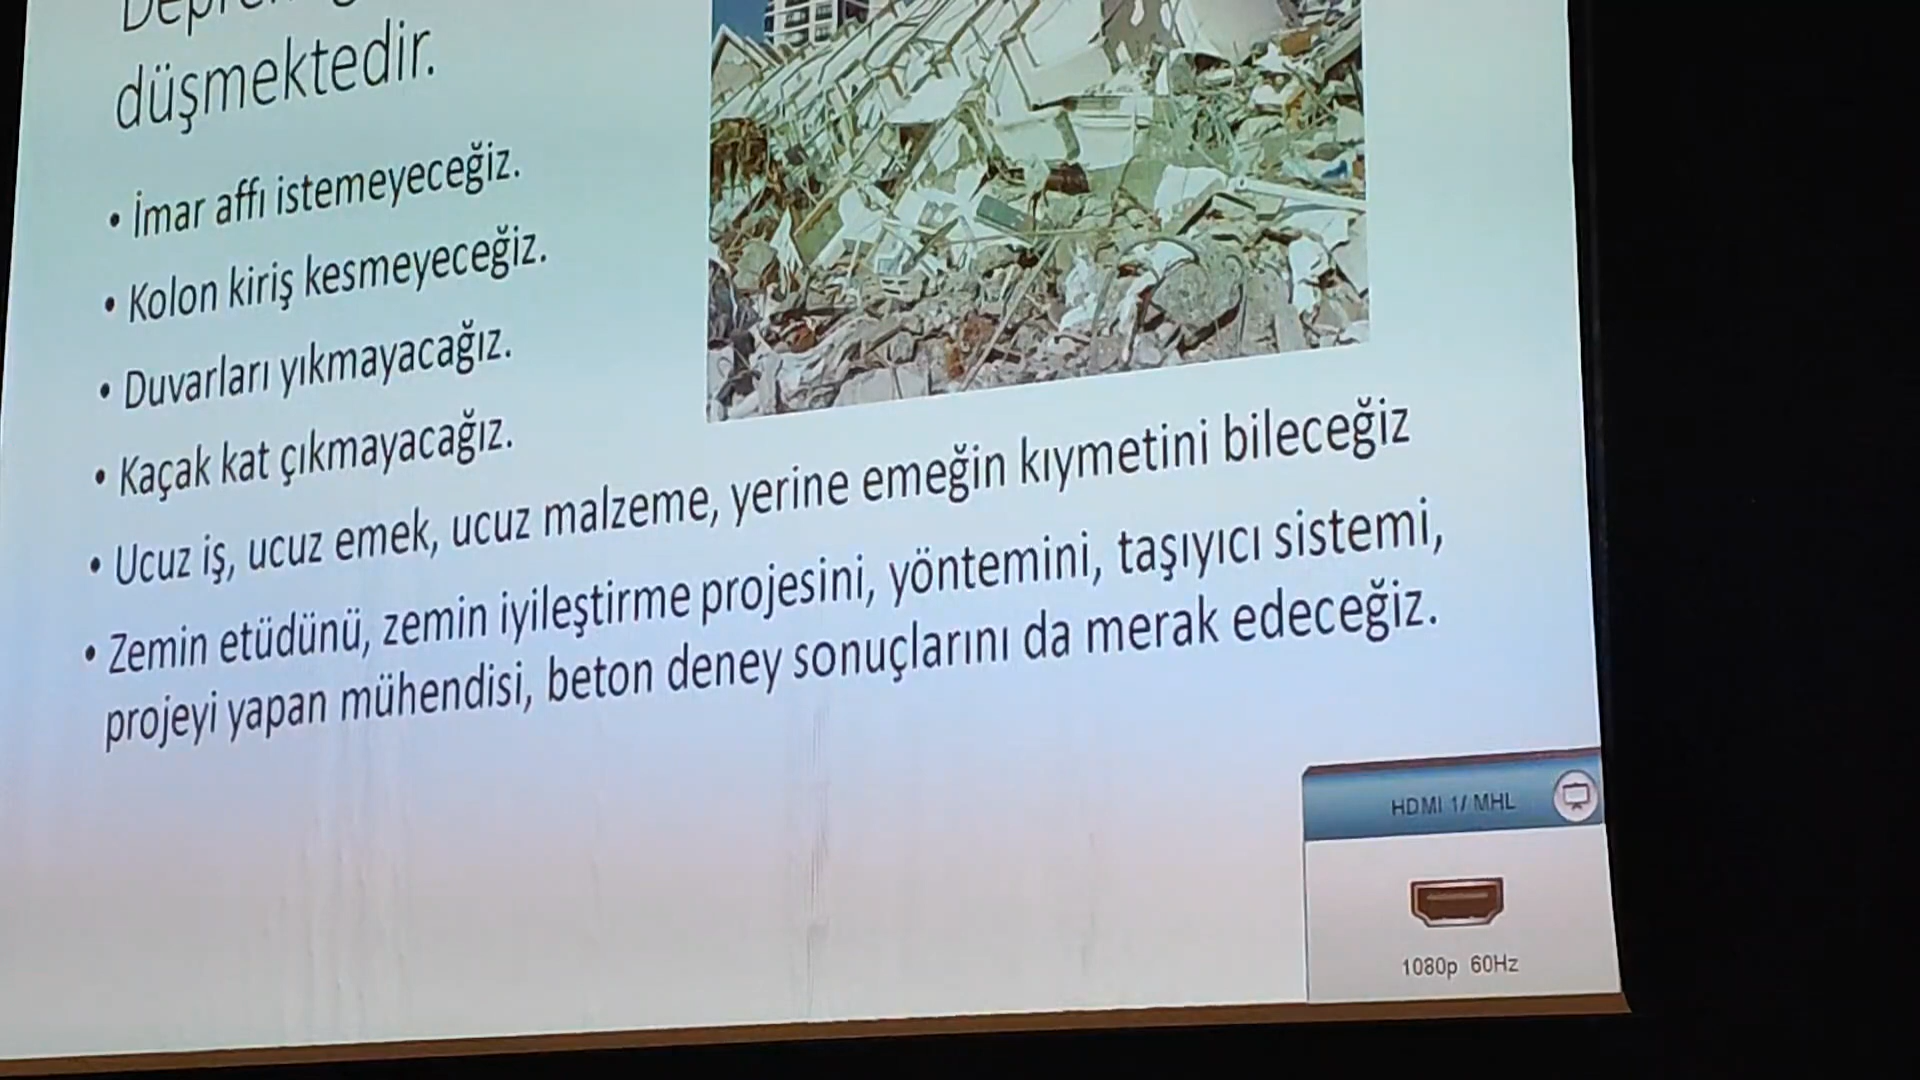 düşmektedir.
• İmar affı istemeyeceğiz.
• Kolon kiriş kesmeyeceğiz.
• Duvarları yıkmayacağız.
• Kaçak kat çıkmayacağız.
• Ucuz iş, ucuz emek, ucuz malzeme, yerine emeğin kıymetini bileceğiz
• Zemin etüdünü, zemin iyileştirme projesini, yöntemini, taşıyıcı sistemi,
projeyi yapan mühendisi, beton deney sonuçlarını da merak edeceğiz.
HDMI 1/ MHL
1080p 60Hz